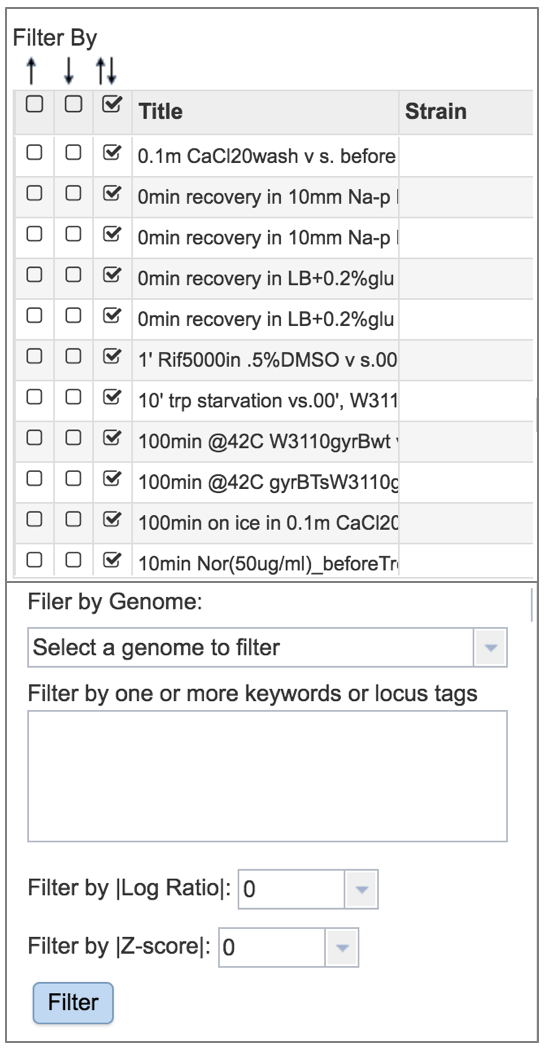 Filter By
Title Strain
0.1m CaCl20wash v s. before
0min recovery in 10mm Na-p
0min recovery in 10mm Na-p
0min recovery in LB+0.2%glu
0min recovery in LB+0.2%glu
1' Rif5000in .5%DMSO v s.00
10' trp starvation vs.00', W311
100min @42C W3110gyrBwt
100min @42C gyrBTsW3110g
100min on ice in 0.1m CaCl20
10min Nor(50ug/ml)_beforeTr
Filer by Genome:
Select a genome to filter
Filter by one or more keywords or locus tags
Filter by |Log Ratio|: 0
Filter by |Z-score|: 0
Filter